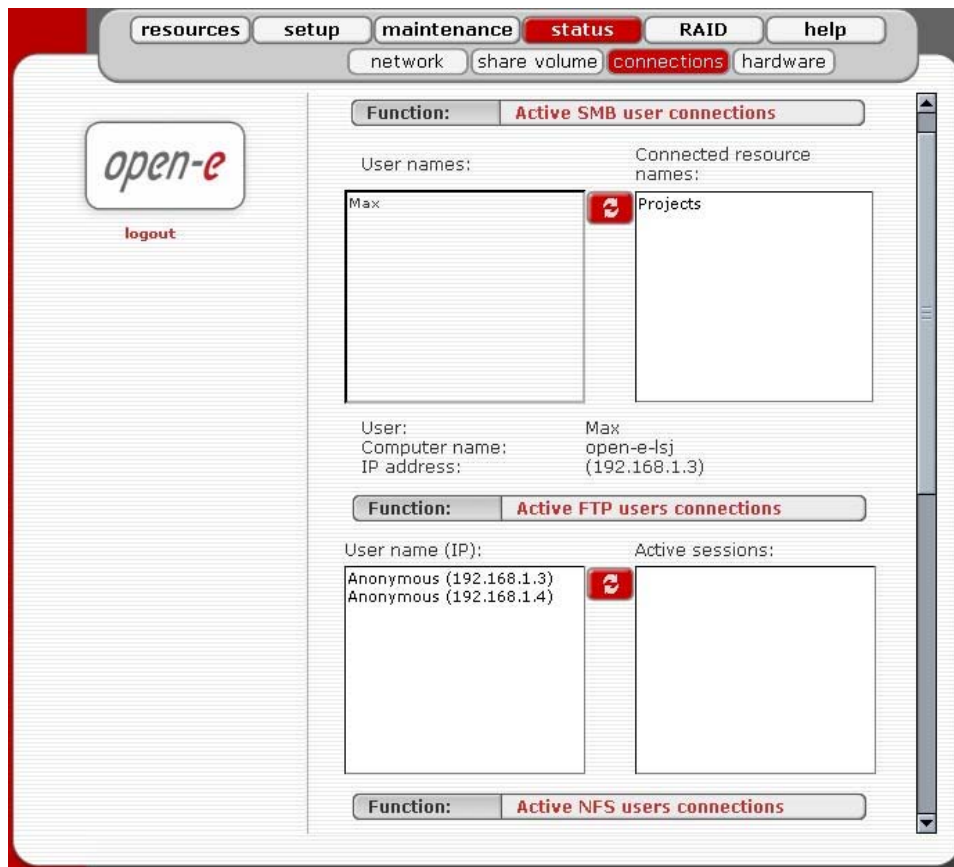 resources setup maintenance status RAID help
network share volume connections hardware
open-e
logout
Function: Active SMB user connections
User names: Connected resource
names:
Max Projects
User: Max
Computer name: open-e-lsj
IP address: (192.168.1.3)
Function: Active FTP users connections
User name (IP): Active sessions:
Anonymous (192.168.1.3)
Anonymous (192.168.1.4)
Function: Active NFS users connections